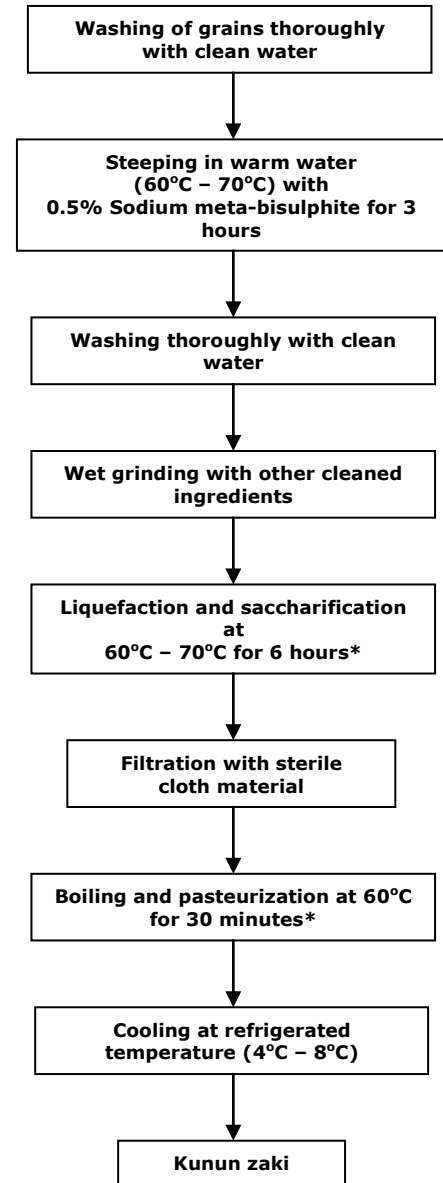 Washing of grains thoroughly
with clean water
Steeping in warm water
(60°C – 70°C) with
0.5% Sodium meta-bisulphite for 3
hours
Washing thoroughly with clean
water
Wet grinding with other cleaned
ingredients
Liquefaction and saccharification
at
60°C – 70°C for 6 hours*
Filtration with sterile
cloth material
Boiling and pasteurization at 60°C
for 30 minutes*
Cooling at refrigerated
temperature (4°C – 8°C)
Kunun zaki